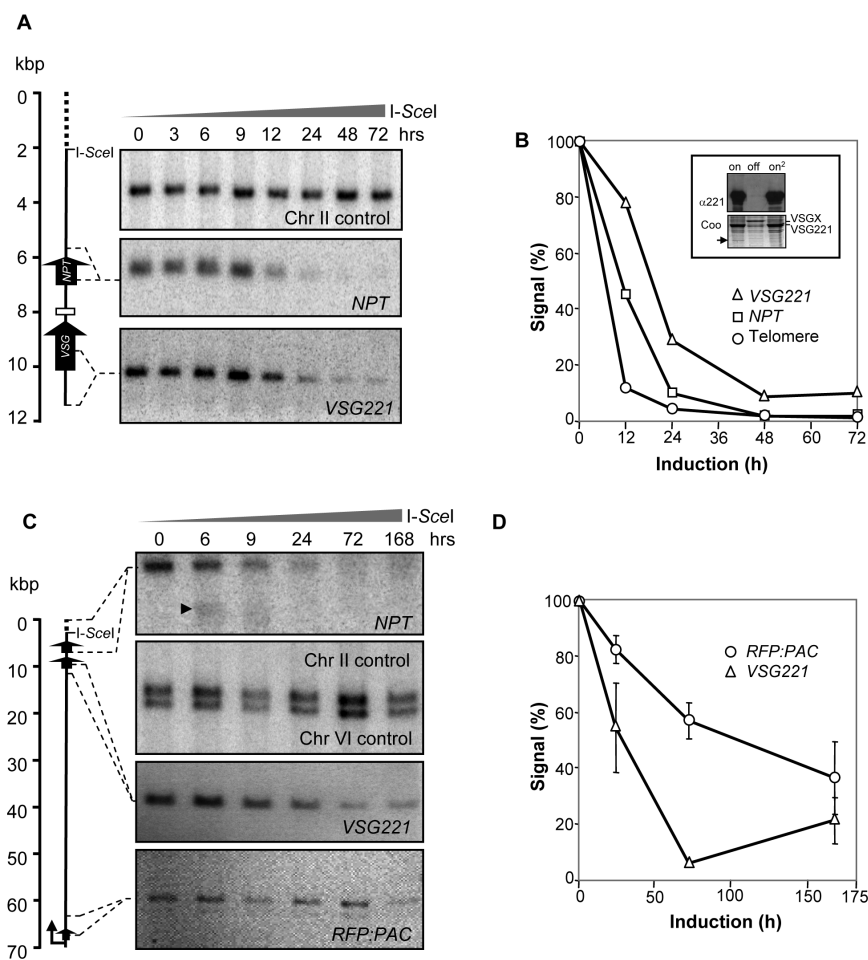 A
kbp
0
2
4
6
8
10
12
I-SceI
NPT
VSG
I-SceI
0 3 6 9 12 24 48 72 hrs
Chr II control
NPT
VSG221
B
100
80
60
40
20
0
Signal (%)
0 12 24 36 48 60 72
Induction (h)
on off on²
α221
Coo
VSGX
VSG221
VSG221
NPT
Telomere
C
kbp
0
10
20
30
40
50
60
70
I-SceI
I-SceI
0 6 9 24 72 168 hrs
NPT
Chr II control
Chr VI control
VSG221
RFP:PAC
D
100
80
60
40
20
0
Signal (%)
0 50 100 150 175
Induction (h)
RFP:PAC
VSG221